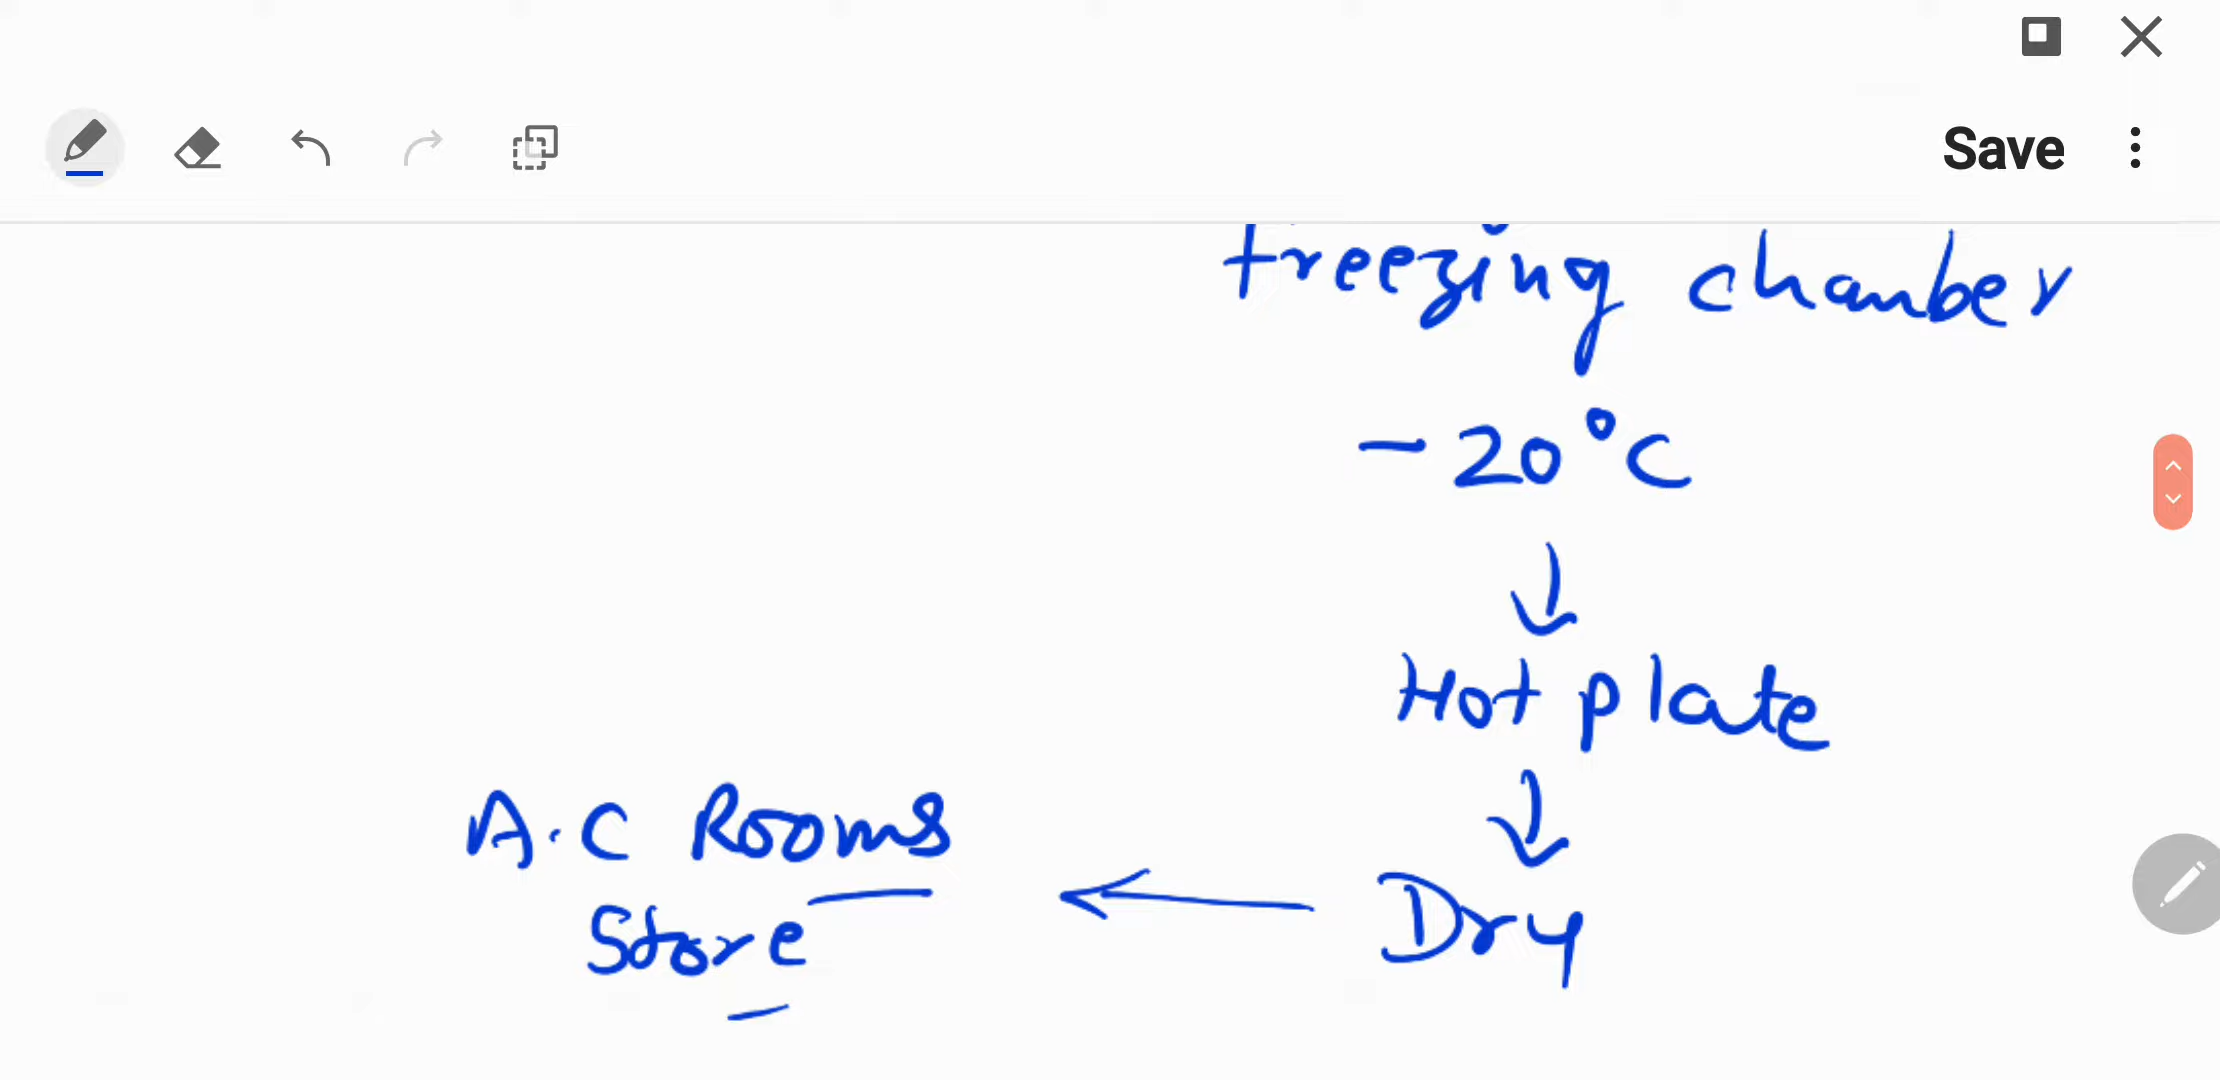 Save
freezing chamber
-20°C
Hot plate
Dry
A.C Rooms
Store